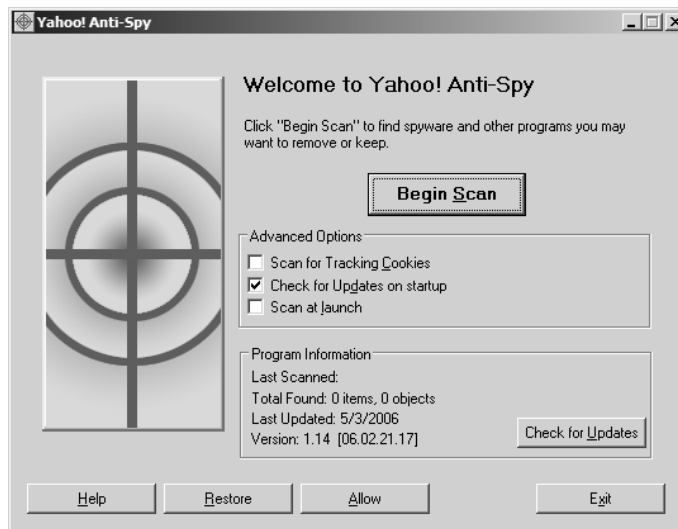 Yahoo! Anti-Spy
Welcome to Yahoo! Anti-Spy
Click "Begin Scan" to find spyware and other programs you may
want to remove or keep.
Begin Scan
Advanced Options
Scan for Tracking Cookies
Check for Updates on startup
Scan at launch
Program Information
Last Scanned:
Total Found: 0 items, 0 objects
Last Updated: 5/3/2006
Version: 1.14 [06.02.21.17]
Check for Updates
Help
Restore
Allow
Exit